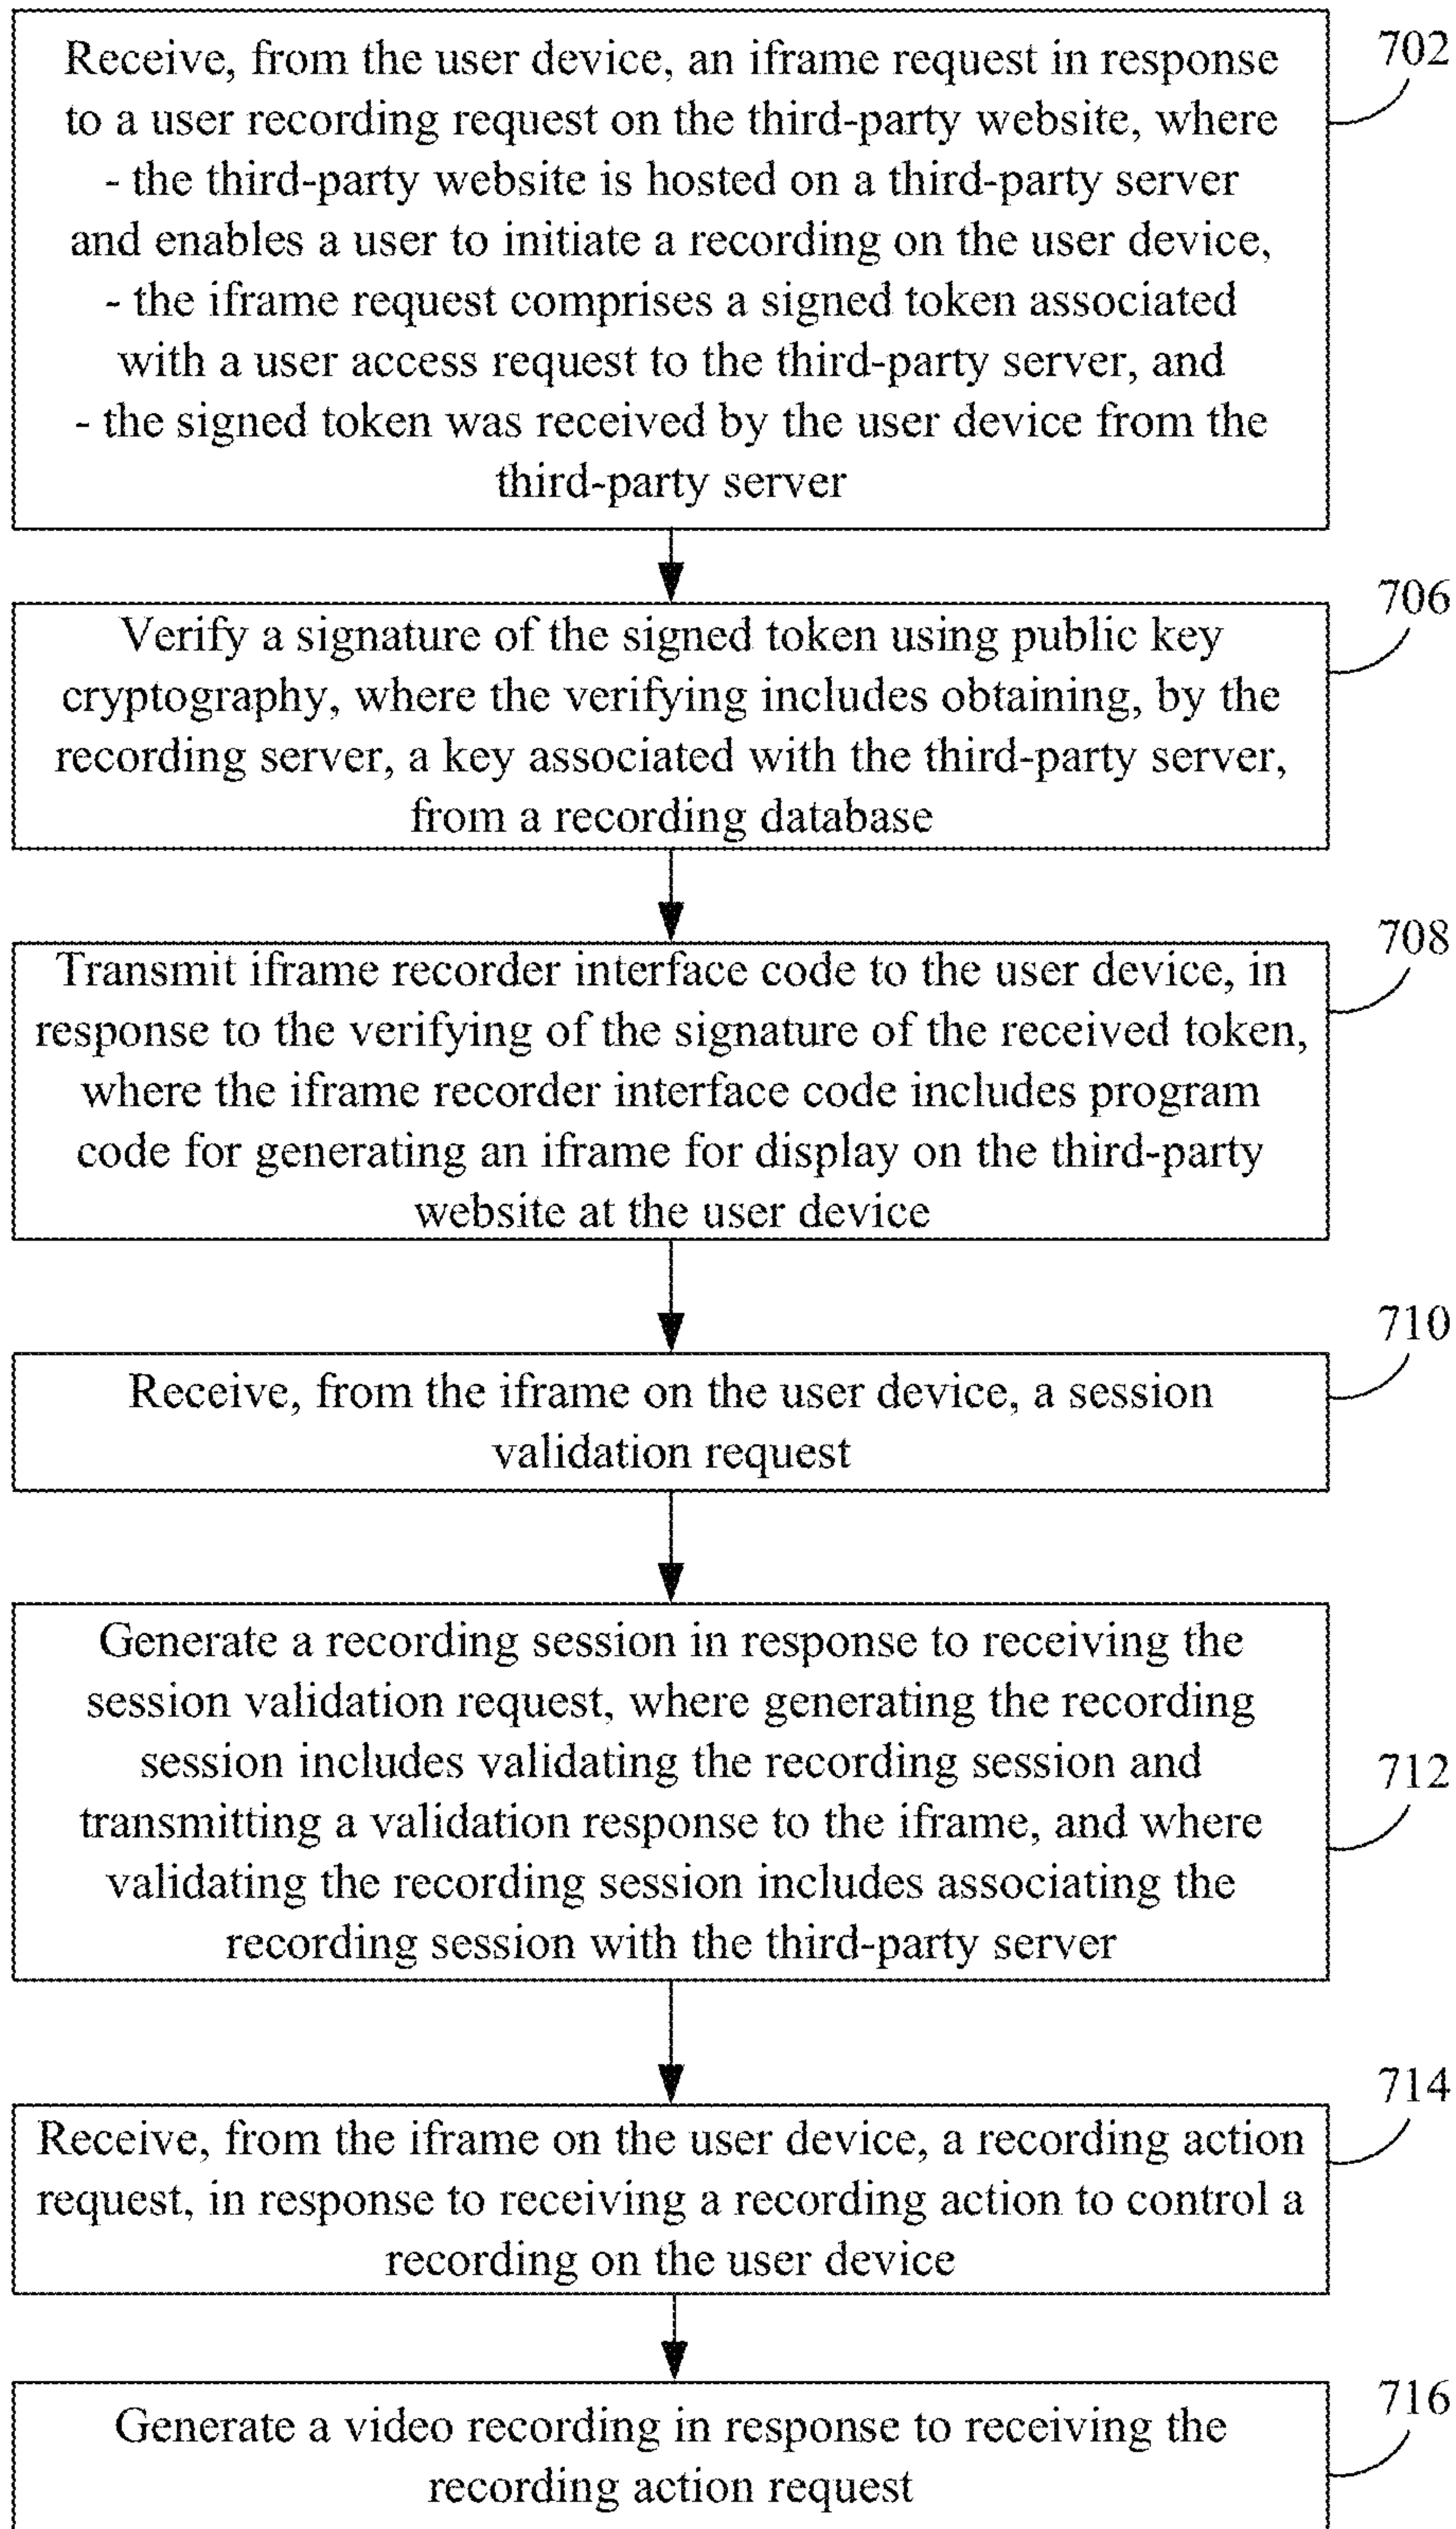 702
Receive, from the user device, an iframe request in response
to a user recording request on the third-party website, where
- the third-party website is hosted on a third-party server
and enables a user to initiate a recording on the user device,
- the iframe request comprises a signed token associated
with a user access request to the third-party server, and
- the signed token was received by the user device from the
third-party server
706
Verify a signature of the signed token using public key
cryptography, where the verifying includes obtaining, by the
recording server, a key associated with the third-party server,
from a recording database
708
Transmit iframe recorder interface code to the user device, in
response to the verifying of the signature of the received token,
where the iframe recorder interface code includes program
code for generating an iframe for display on the third-party
website at the user device
710
Receive, from the iframe on the user device, a session
validation request
Generate a recording session in response to receiving the
session validation request, where generating the recording
session includes validating the recording session and
712
transmitting a validation response to the iframe, and where
validating the recording session includes associating the
recording session with the third-party server
714
Receive, from the iframe on the user device, a recording action
request, in response to receiving a recording action to control a
recording on the user device
716
Generate a video recording in response to receiving the
recording action request